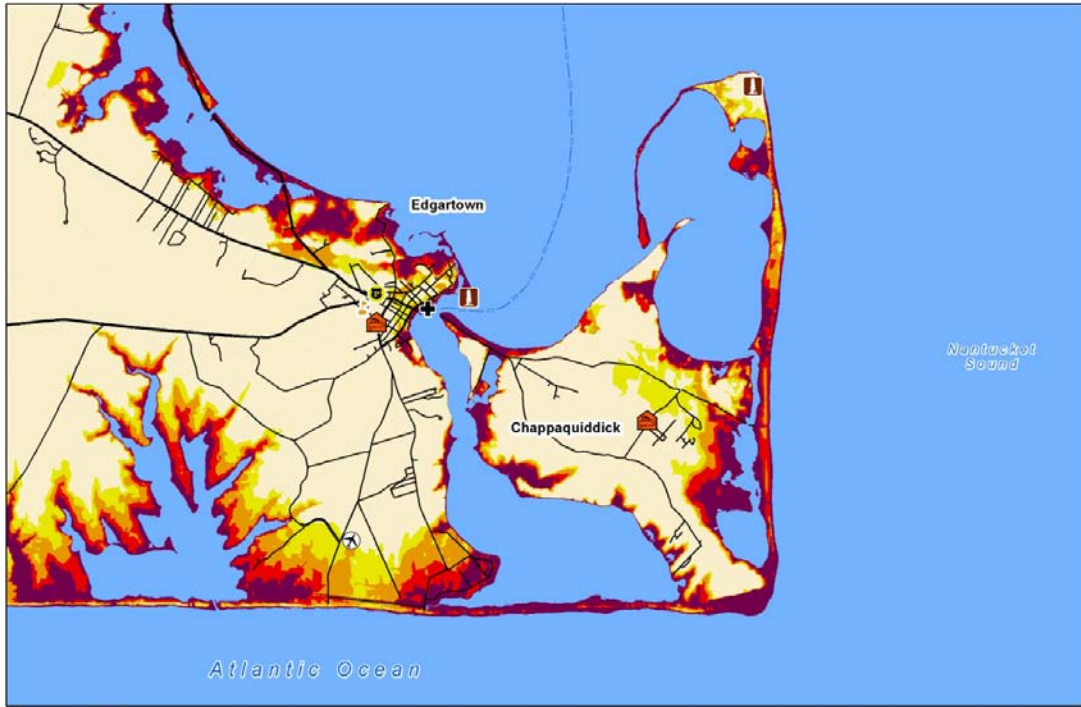 Edgartown
Nantucket
Sound
Chappaquiddick
Atlantic Ocean